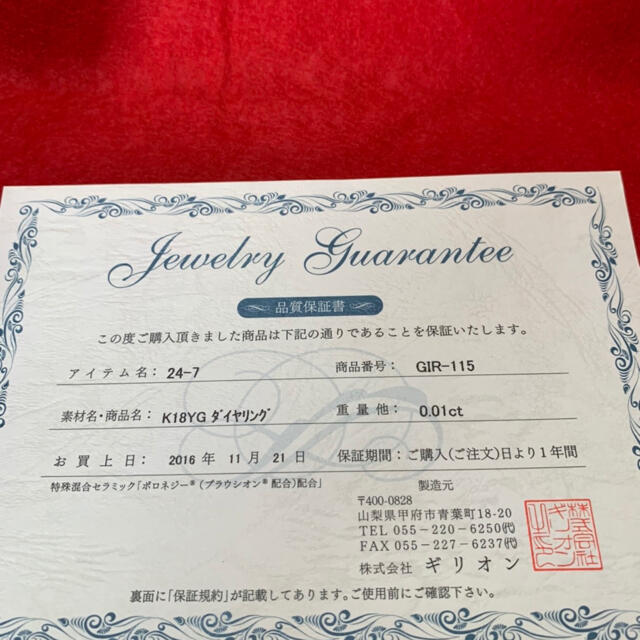 Jewelry Guarantee
品質保証書
この度ご購入頂きました商品は下記の通りであることを保証いたします。
アイテム名: 24-7 商品番号: GIR-115
素材名・商品名: K18YG ﾀﾞｲﾔﾘﾝｸﾞ 重量他: 0.01ct
お買上日: 2016 年 11 月 21 日 保証期間: ご購入(ご注文)日より1年間
特殊混合セラミック「ボロネジー®(ブラウシオン®配合)配合」
製造元
〒400-0828
山梨県甲府市青葉町18-20
TEL 055-220-6250㈹
FAX 055-227-6237㈹
株式会社 ギリオン
裏面に「保証規約」が記載してあります。ご使用前にご確認下さい。